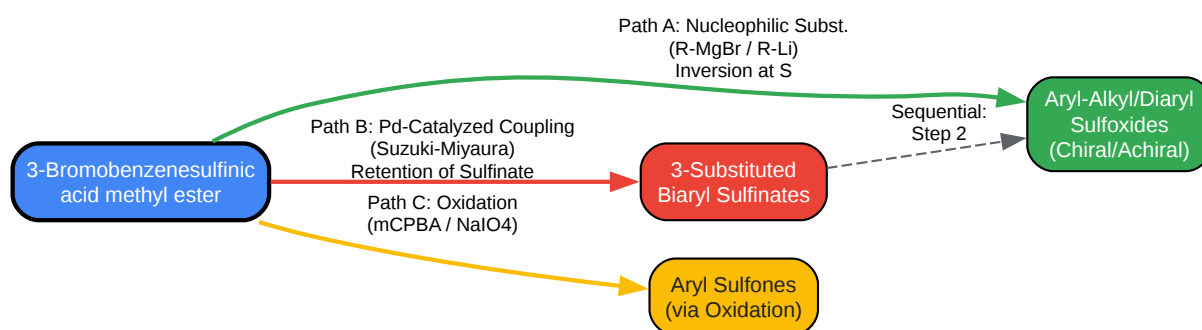 Path A: Nucleophilic Subst.
(R-MgBr / R-Li)
Inversion at S
Aryl-Alkyl/Diaryl
Sulfoxides
(Chiral/Achiral)
Sequential:
Step 2
Path B: Pd-Catalyzed Coupling
(Suzuki-Miyaura)
Retention of Sulfinate
3-Bromobenzenesulfinic
acid methyl ester
3-Substituted
Biaryl Sulfinates
Path C: Oxidation
(mCPBA / NaIO4)
Aryl Sulfones
(via Oxidation)